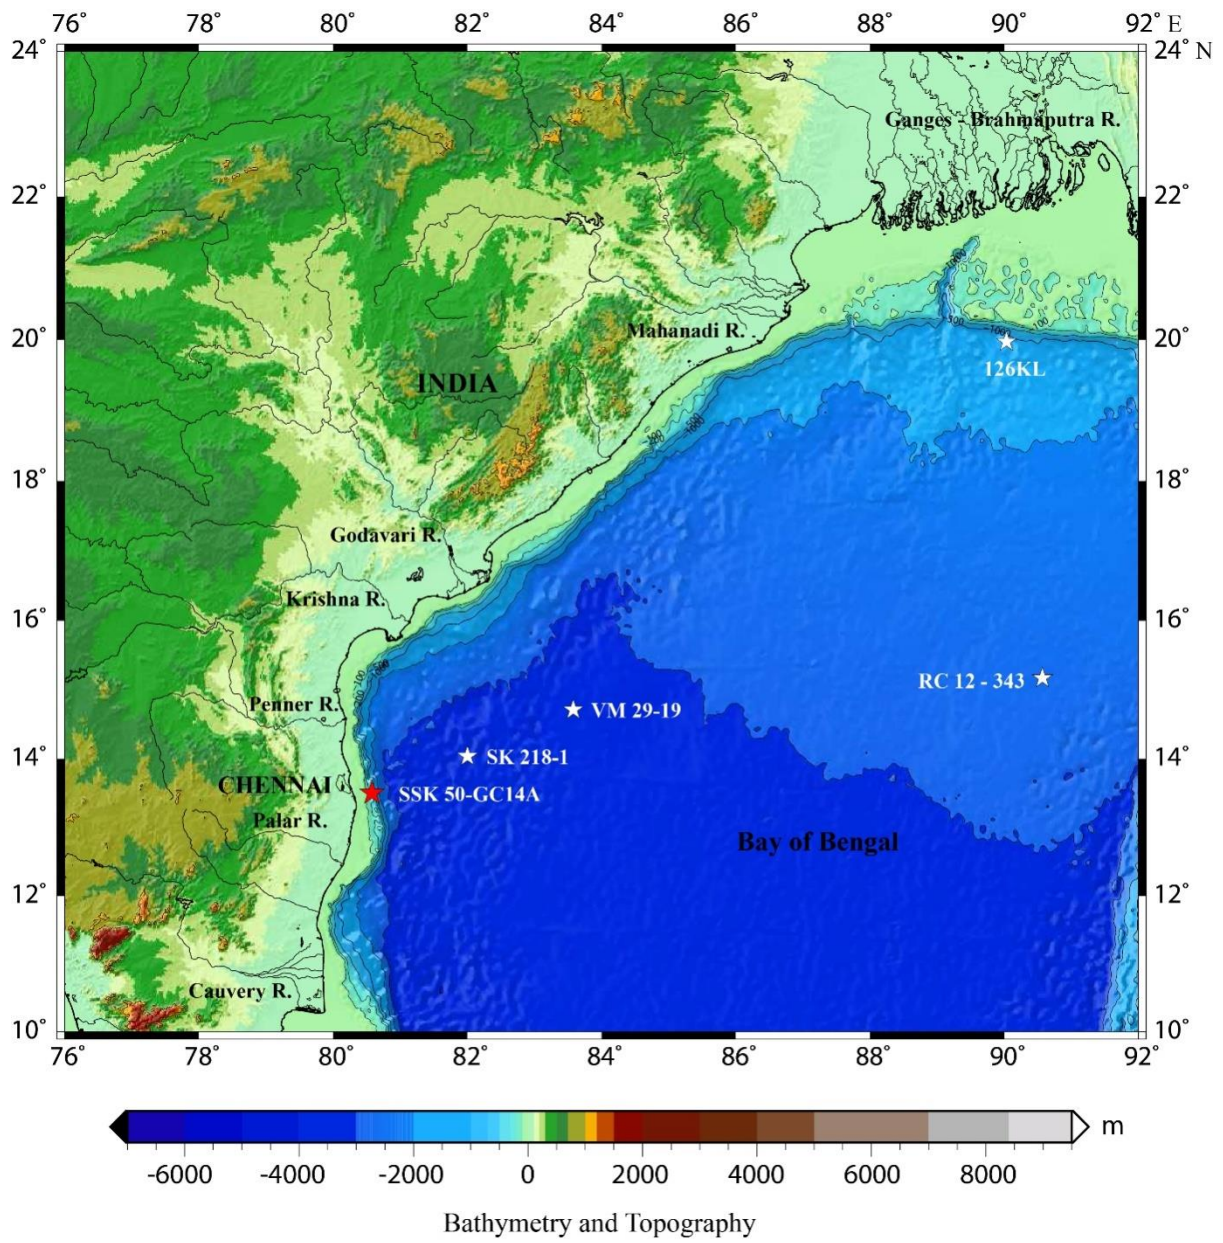 76° 78° 80° 82° 84° 86° 88° 90° 92° E
24° 24° N
Ganges - Brahmaputra R.
22° 22°
20° Mahanadi R. 20°
126KL
INDIA
18° 18°
Godavari R.
16° Krishna R. 16°
RC 12 - 343
Penner R. VM 29-19
14° SK 218-1 14°
CHENNAI SSK 50-GC14A
Palar R.
Bay of Bengal
12° 12°
Cauvery R.
10° 10°
76° 78° 80° 82° 84° 86° 88° 90° 92°
m
-6000 -4000 -2000 0 2000 4000 6000 8000
Bathymetry and Topography